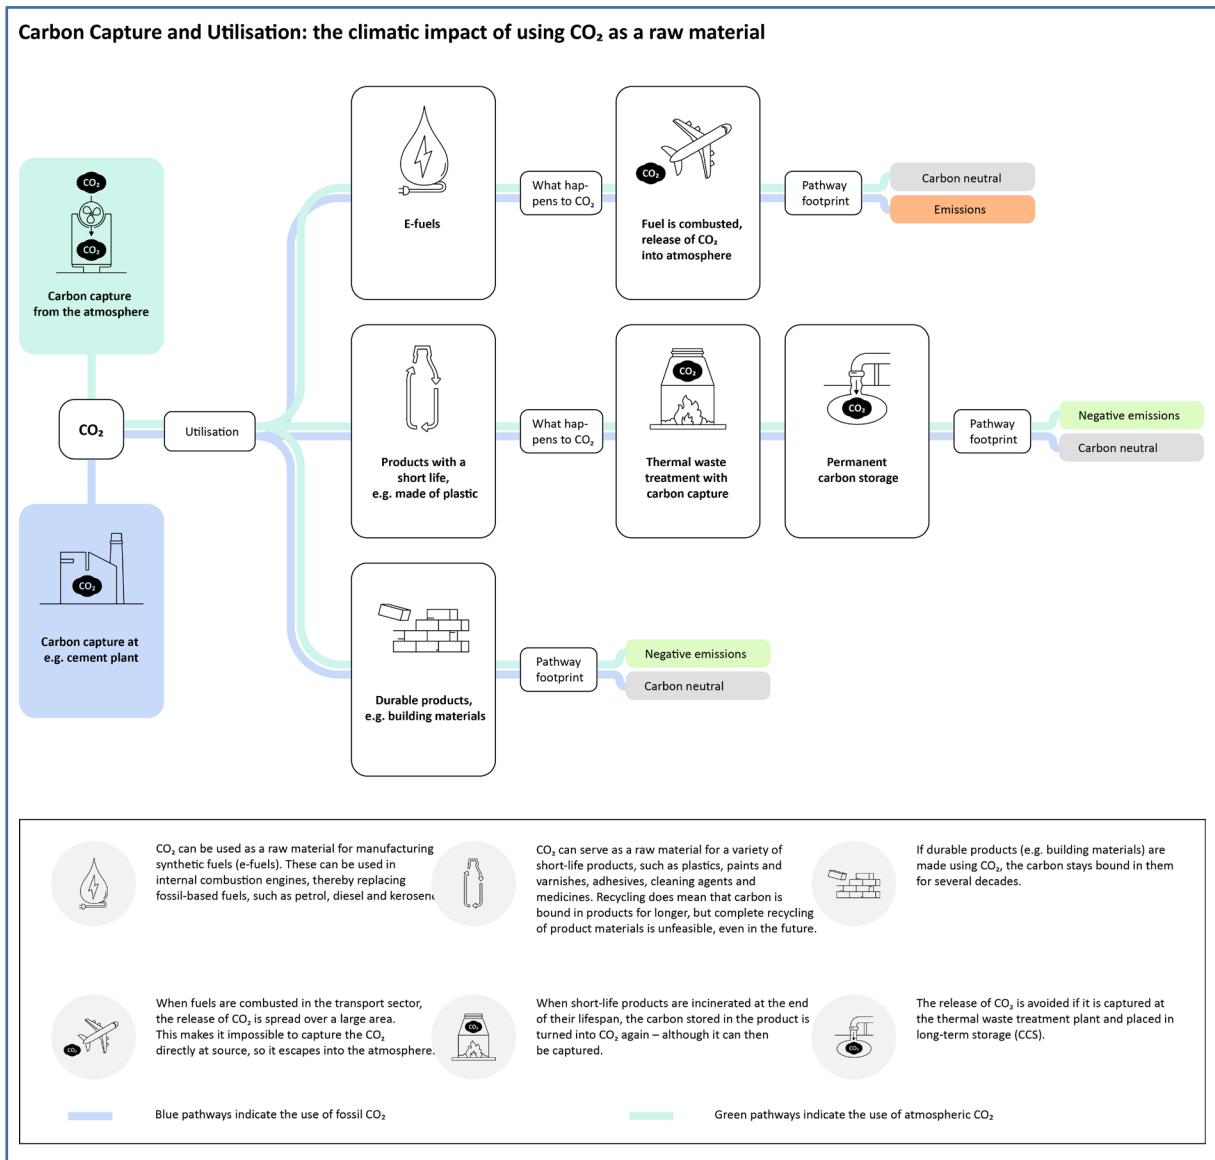 Carbon Capture and Utilisation: the climatic impact of using CO₂ as a raw material
CO₂
CO₂
Carbon capture
from the atmosphere
CO₂
Utilisation
CO₂
Carbon capture at
e.g. cement plant
E-fuels
What hap-
pens to CO₂
CO₂
Fuel is combusted,
release of CO₂
into atmosphere
Pathway
footprint
Carbon neutral
Emissions
Products with a
short life,
e.g. made of plastic
What hap-
pens to CO₂
CO₂
Thermal waste
treatment with
carbon capture
CO₂
Permanent
carbon storage
Pathway
footprint
Negative emissions
Carbon neutral
Durable products,
e.g. building materials
Pathway
footprint
Negative emissions
Carbon neutral
CO₂ can be used as a raw material for manufacturing
synthetic fuels (e-fuels). These can be used in
internal combustion engines, thereby replacing
fossil-based fuels, such as petrol, diesel and kerosene
CO₂ can serve as a raw material for a variety of
short-life products, such as plastics, paints and
varnishes, adhesives, cleaning agents and
medicines. Recycling does mean that carbon is
bound in products for longer, but complete recycling
of product materials is unfeasible, even in the future.
If durable products (e.g. building materials) are
made using CO₂, the carbon stays bound in them
for several decades.
CO₂
When fuels are combusted in the transport sector,
the release of CO₂ is spread over a large area.
This makes it impossible to capture the CO₂
directly at source, so it escapes into the atmosphere.
CO₂
When short-life products are incinerated at the end
of their lifespan, the carbon stored in the product is
turned into CO₂ again – although it can then
be captured.
CO₂
The release of CO₂ is avoided if it is captured at
the thermal waste treatment plant and placed in
long-term storage (CCS).
Blue pathways indicate the use of fossil CO₂
Green pathways indicate the use of atmospheric CO₂